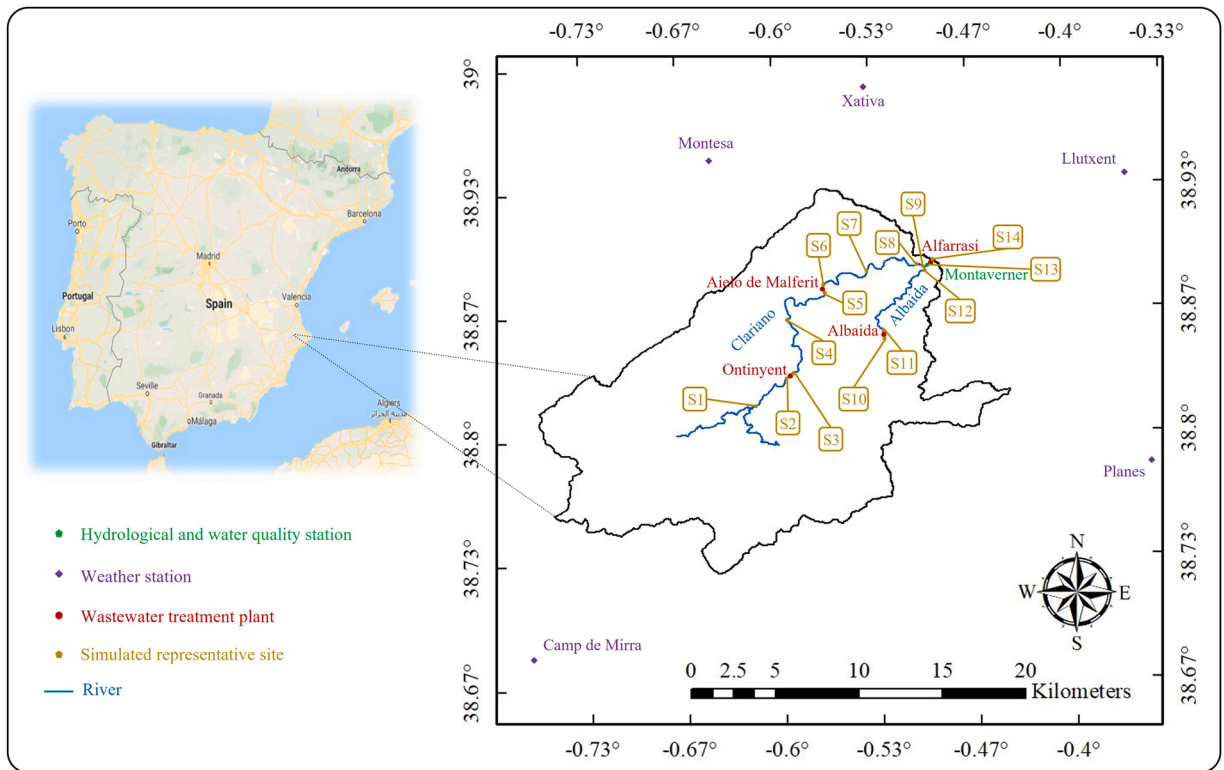 -0.73° -0.67° -0.6° -0.53° -0.47° -0.4° -0.33°
39°
38.93°
38.87°
38.8°
38.73°
38.67°
Xativa
Montesa
Llutxent
S9
S7
S14
S8
Alfarrasi
S6
S13
Montaverner
Aielo de Malferit
S5
Albaida
S12
Clariano
Albaida
S4
S11
Ontinyent
S1
S10
S2
S3
Planes
Camp de Mirra
38.93°
38.87°
38.8°
38.73°
38.67°
N
W E
S
0 2.5 5 10 15 20
Kilometers
-0.73° -0.67° -0.6° -0.53° -0.47° -0.4°
Andorra
Porto
Barcelona
Madrid
Portugal
Spain
Valencia
Lisbon
Seville
Granada
Málaga
Algiers
الجزائر
مدينة
Gibraltar
Hydrological and water quality station
Weather station
Wastewater treatment plant
Simulated representative site
River